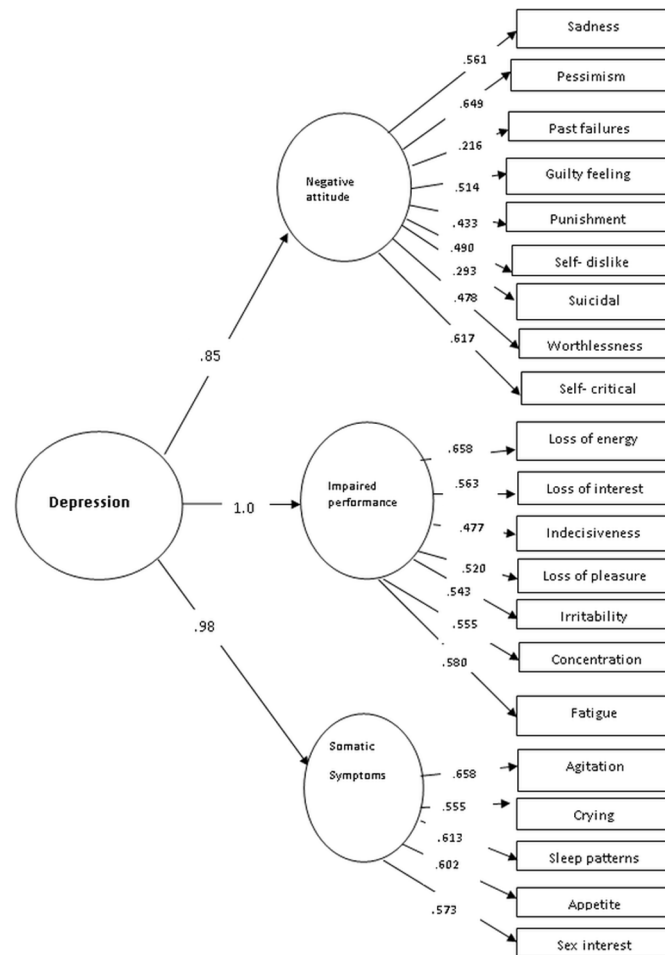 Sadness
.561
Pessimism
.649
Past failures
.216
Guilty feeling
.514
Negative
attitude
Punishment
.433
.490
Self- dislike
.293
Suicidal
.478
.617
Worthlessness
.85
Self- critical
Loss of energy
.658
Impaired
performance
.563
Loss of interest
Depression
1.0
.477
Indecisiveness
.520
Loss of pleasure
.543
Irritability
.555
Concentration
.98
.580
Fatigue
Somatic
Symptoms
.658
Agitation
.555
Crying
.613
Sleep patterns
.602
Appetite
.573
Sex interest